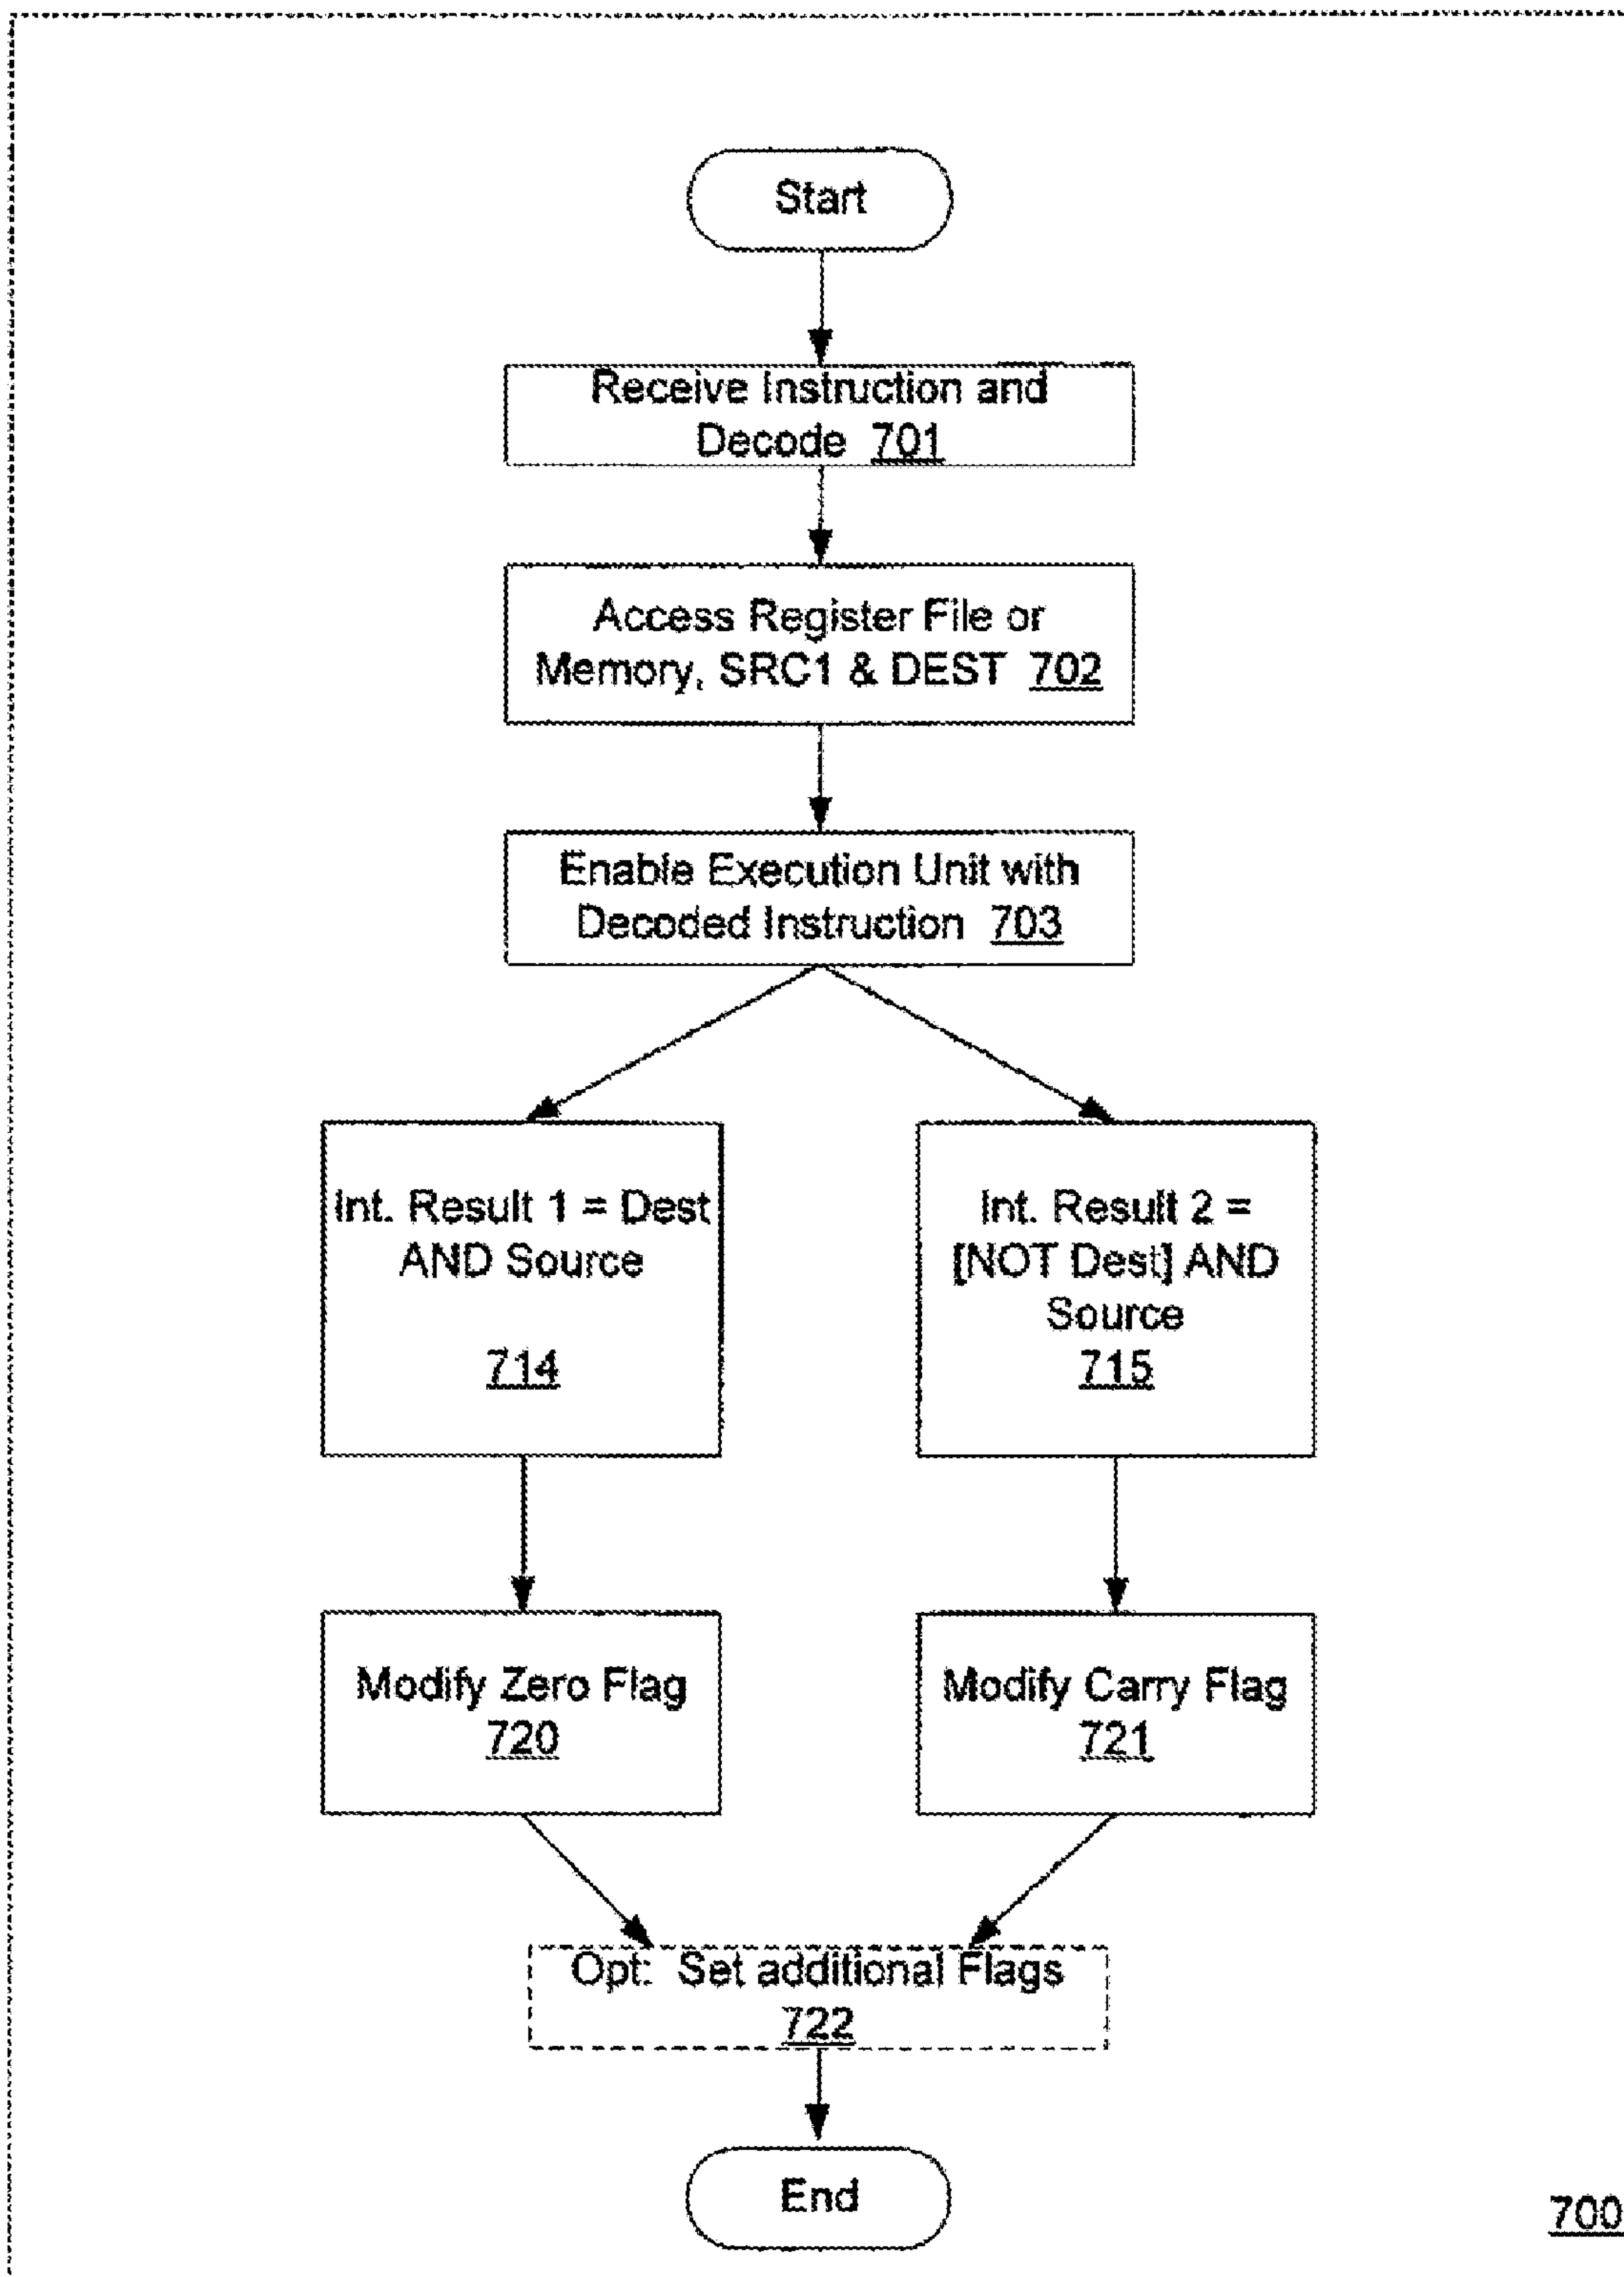 Start
Receive Instruction and
Decode 701
Access Register File or
Memory, SRC1 & DEST 702
Enable Execution Unit with
Decoded Instruction 703
Int. Result 1 = Dest
AND Source
714
Int. Result 2 =
[NOT Dest] AND
Source
715
Modify Zero Flag
720
Modify Carry Flag
721
Opt: Set additional Flags
722
End
700